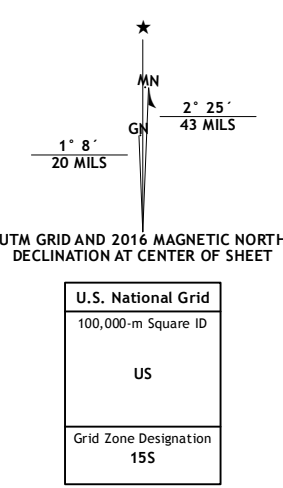 MN
2° 25´
43 MILS
GN
1° 8´
20 MILS
UTM GRID AND 2016 MAGNETIC NORTH
DECLINATION AT CENTER OF SHEET
U.S. National Grid
100,000-m Square ID
US
Grid Zone Designation
15S